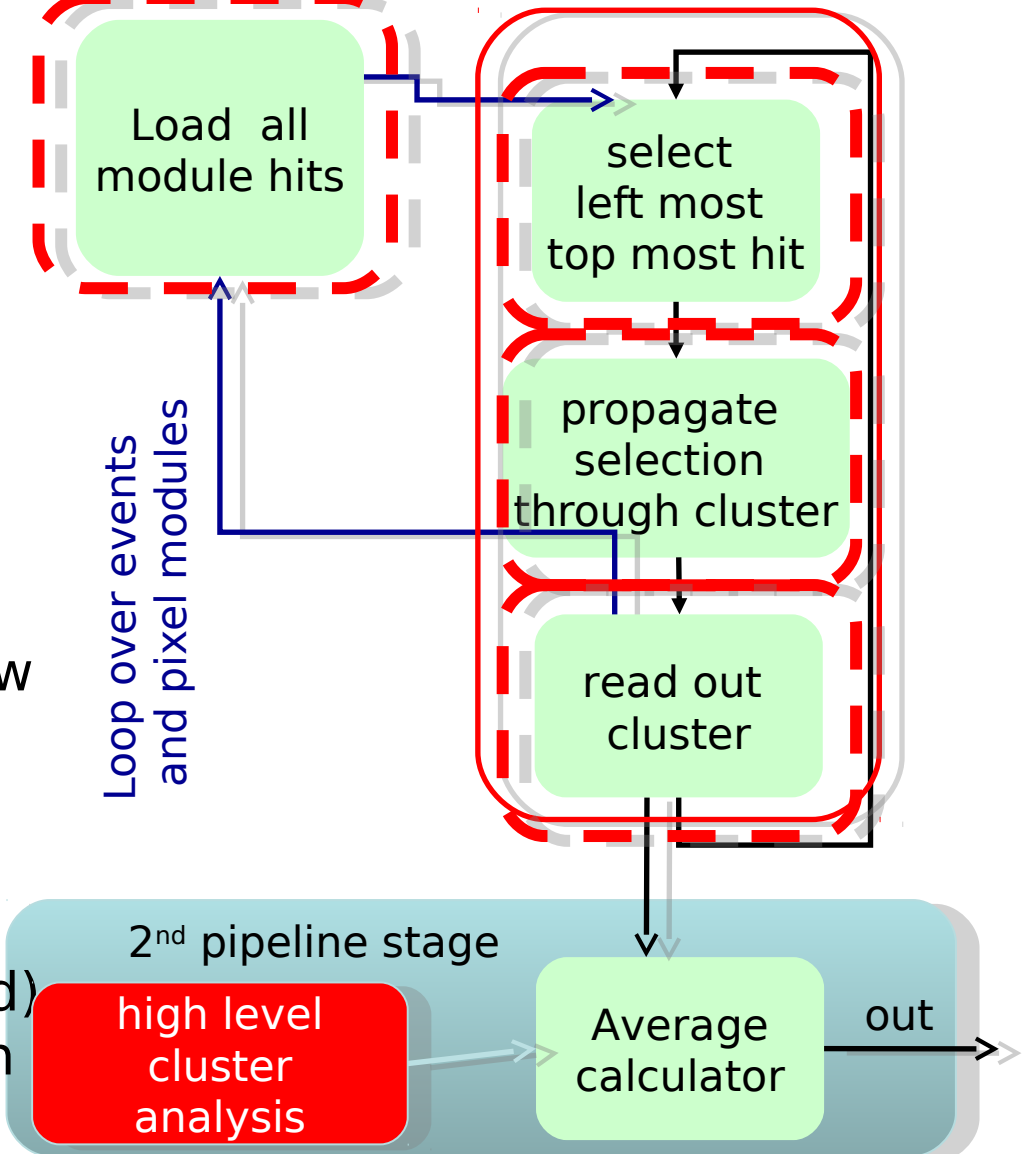 Load all
module hits
select
left most
top most hit
propagate
selection
through cluster
Loop over events
and pixel modules
read out
cluster
w
2nd pipeline stage
d)
high level
cluster
analysis
Average
calculator
out